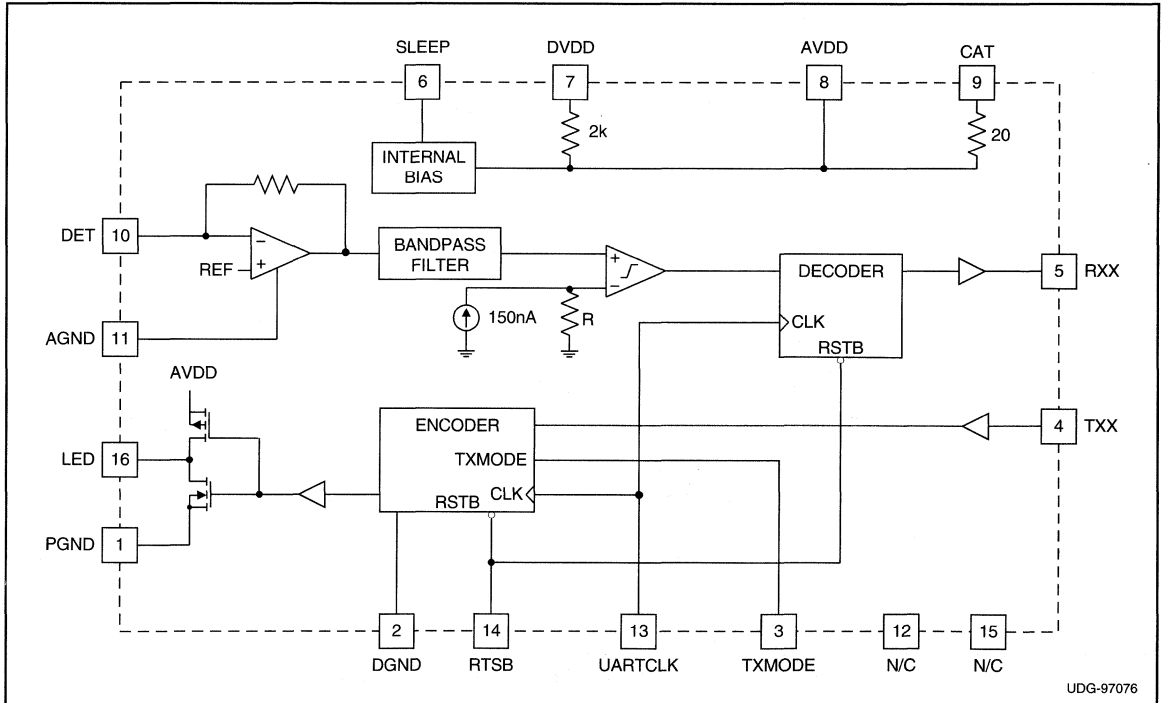 SLEEP
DVDD
AVDD
CAT
6
7
8
9
2k
20
INTERNAL
BIAS
DET
10
REF
−
+
BANDPASS
FILTER
+
−
DECODER
5
RXX
150nA
R
CLK
AGND
11
RSTB
AVDD
ENCODER
4
TXX
LED
16
TXMODE
RSTB
CLK
PGND
1
2
14
13
3
12
15
DGND
RTSB
UARTCLK
TXMODE
N/C
N/C
UDG-97076